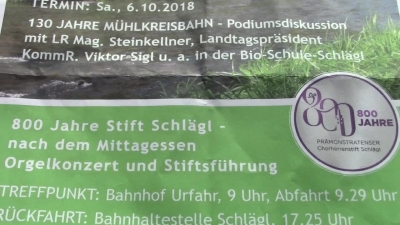 TERMIN: Sa., 6.10.2018
130 JAHRE MÜHLKREISBAHN - Podiumsdiskussion
mit LR Mag. Steinkellner, Landtagspräsident
KommR. Viktor Sigl u. a. in der Bio-Schule-Schlägl
800 Jahre Stift Schlägl -
nach dem Mittagessen
Orgelkonzert und Stiftsführung
800
JAHRE
PRÄMONSTRATENSER
Chorherrenstift Schlägl
TREFFPUNKT: Bahnhof Urfahr, 9 Uhr, Abfahrt 9.29 Uhr
RÜCKFAHRT: Bahnhaltestelle Schlägl, 17.25 Uhr